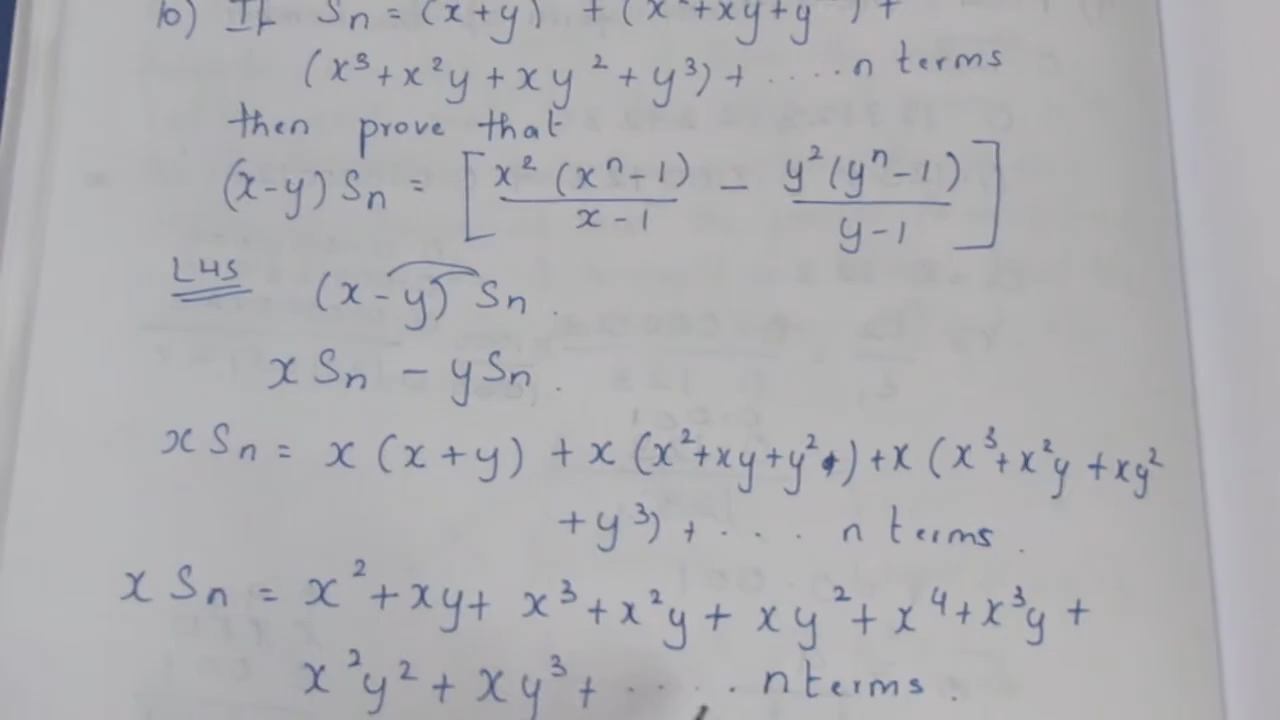 10) If Sn = (x+y) + (x²+xy+y²) +
(x³+x²y+xy²+y³)+ ....n terms
then prove that
(x-y) Sn = [x²(xⁿ-1)/x-1 - y²(yⁿ-1)/y-1]
LHS (x-y) Sn.
x Sn - ySn.
x Sn = x (x+y) + x (x²+xy+y²) + x (x³+x²y+xy²
+y³) + .... n terms.
x Sn = x²+xy+ x³+x²y+ xy²+x⁴+x³y+
x²y²+xy³+ ..... n terms.